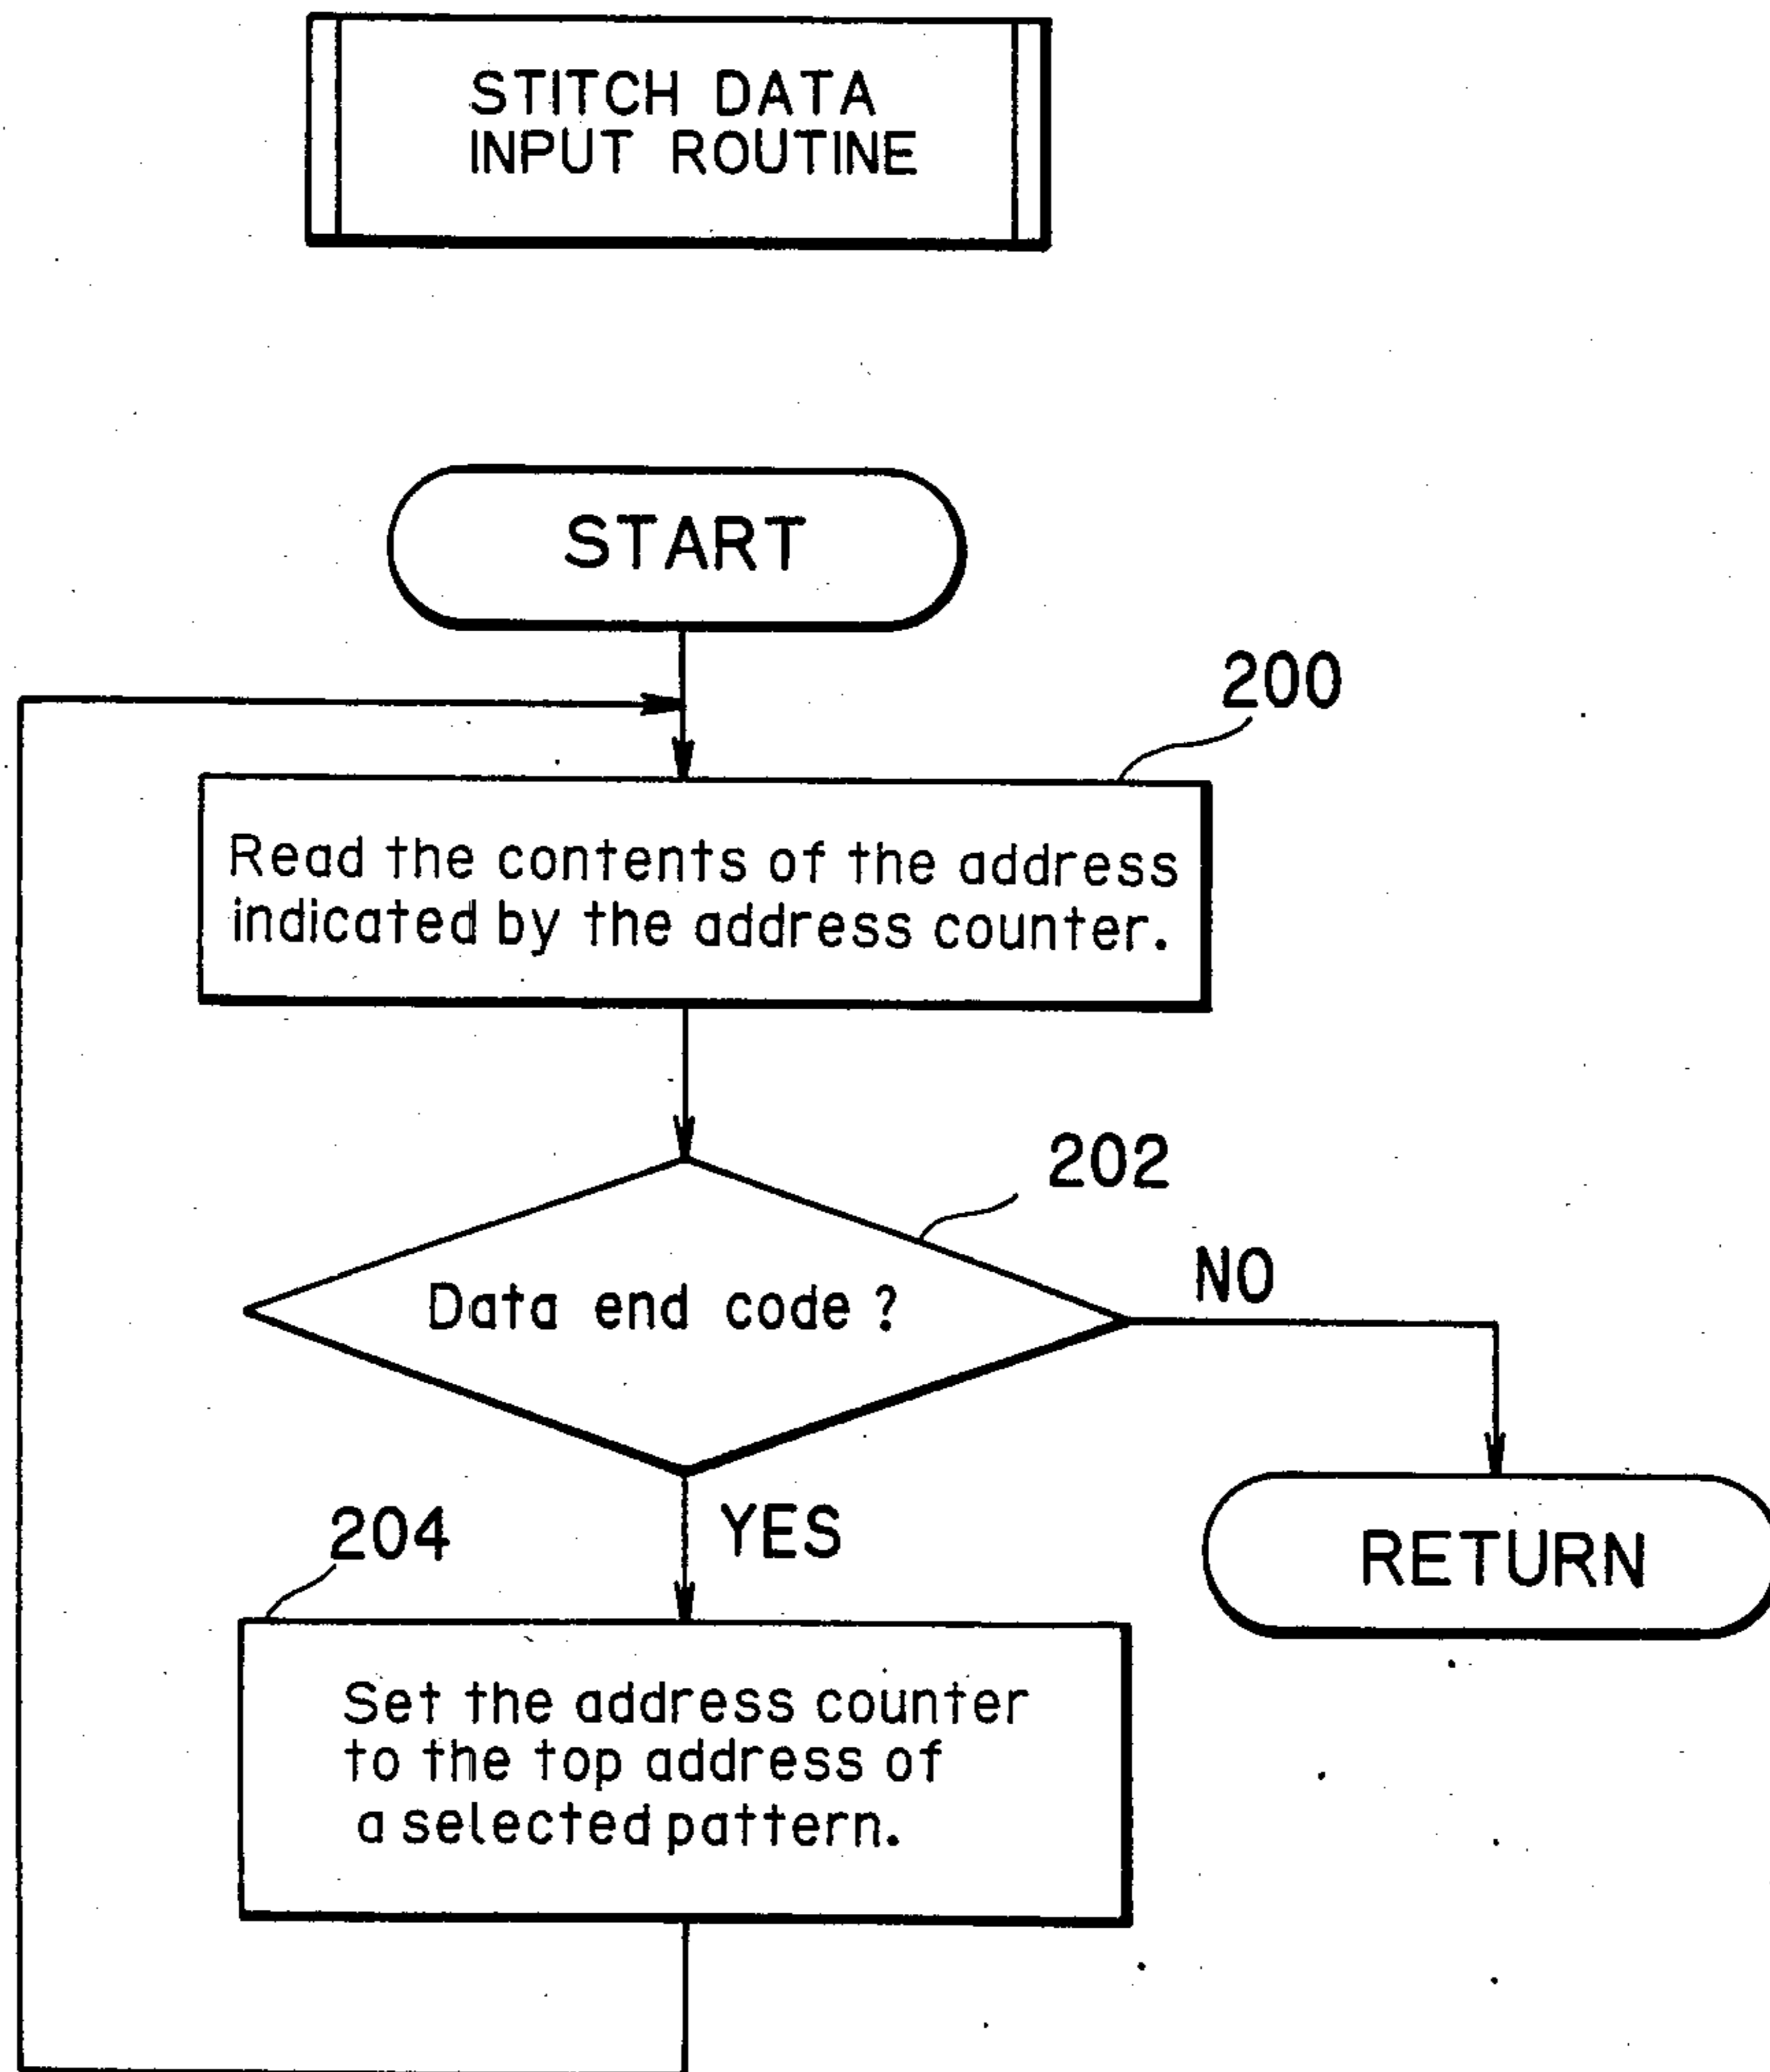 STITCH DATA
INPUT ROUTINE
START
200
Read the contents of the address
indicated by the address counter.
202
Data end code ?
NO
204
YES
RETURN
Set the address counter
to the top address of
a selected pattern.